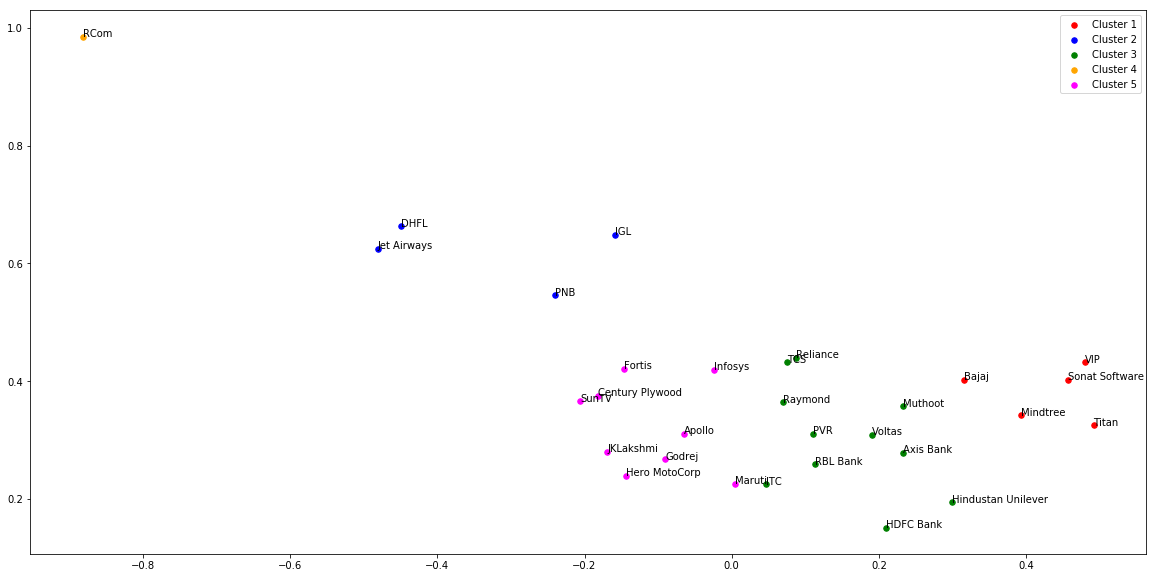 1.0
0.8
0.6
0.4
0.2
−0.8
−0.6
−0.4
−0.2
0.0
0.2
0.4
Cluster 1
Cluster 2
Cluster 3
Cluster 4
Cluster 5
RCom
DHFL
Jet Airways
IGL
PNB
Reliance
TCS
VIP
Fortis
Infosys
Bajaj
Sonat Software
Century Plywood
SunTV
Raymond
Muthoot
Mindtree
Titan
Apollo
PVR
Voltas
JKLakshmi
Axis Bank
Godrej
RBL Bank
Hero MotoCorp
Maruti
ITC
Hindustan Unilever
HDFC Bank